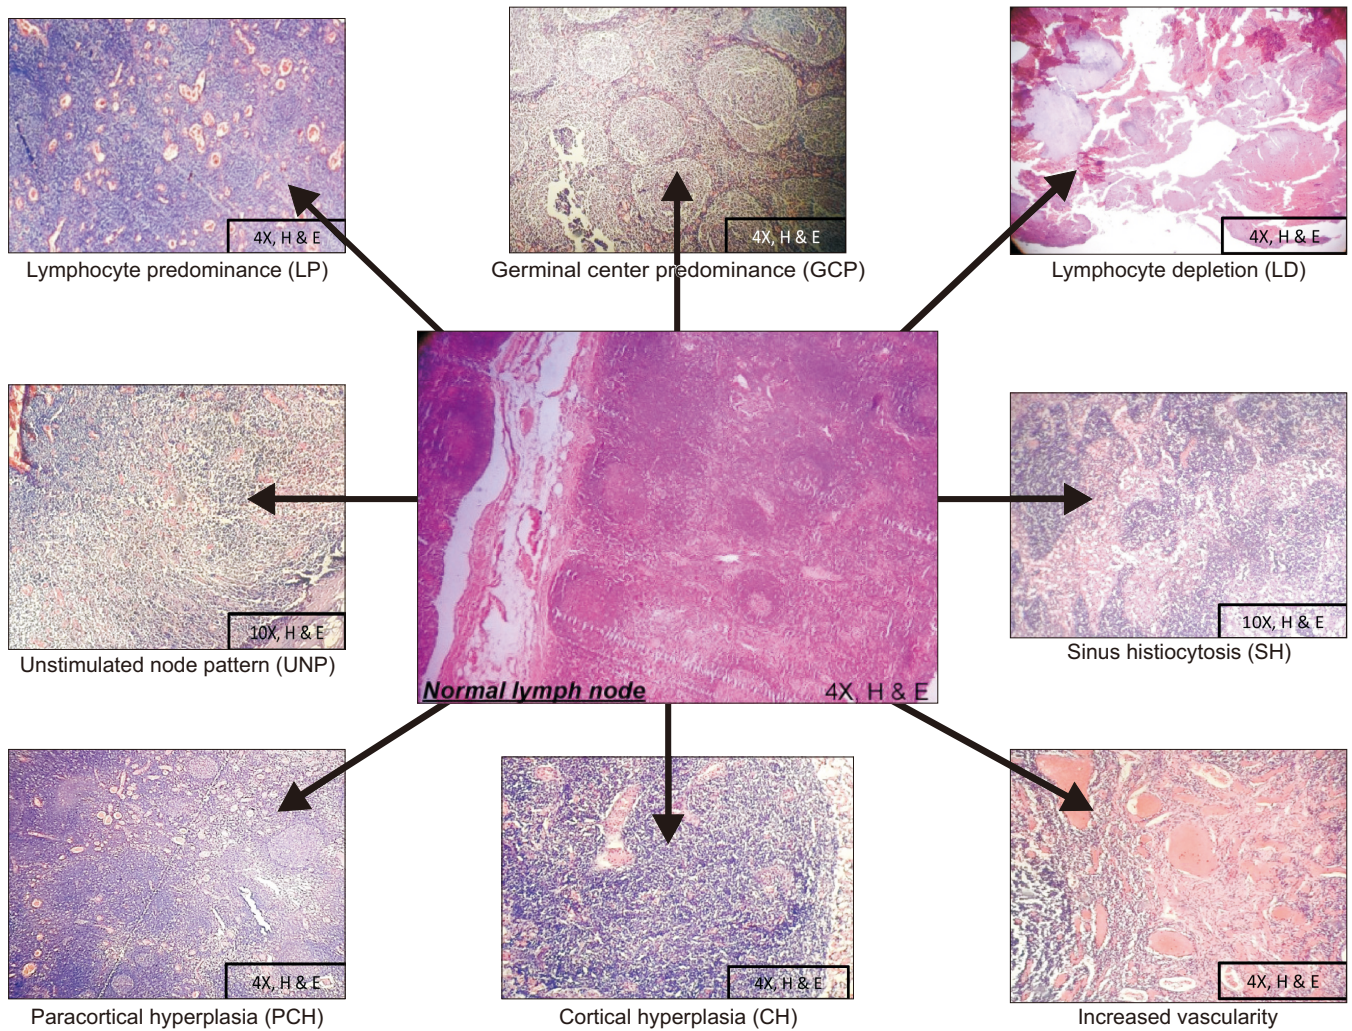 4X, H & E
4X, H & E
4X, H & E
Lymphocyte predominance (LP)
Germinal center predominance (GCP)
Lymphocyte depletion (LD)
10X, H & E
10X, H & E
Unstimulated node pattern (UNP)
Sinus histiocytosis (SH)
Normal lymph node
4X, H & E
4X, H & E
4X, H & E
4X, H & E
Paracortical hyperplasia (PCH)
Cortical hyperplasia (CH)
Increased vascularity